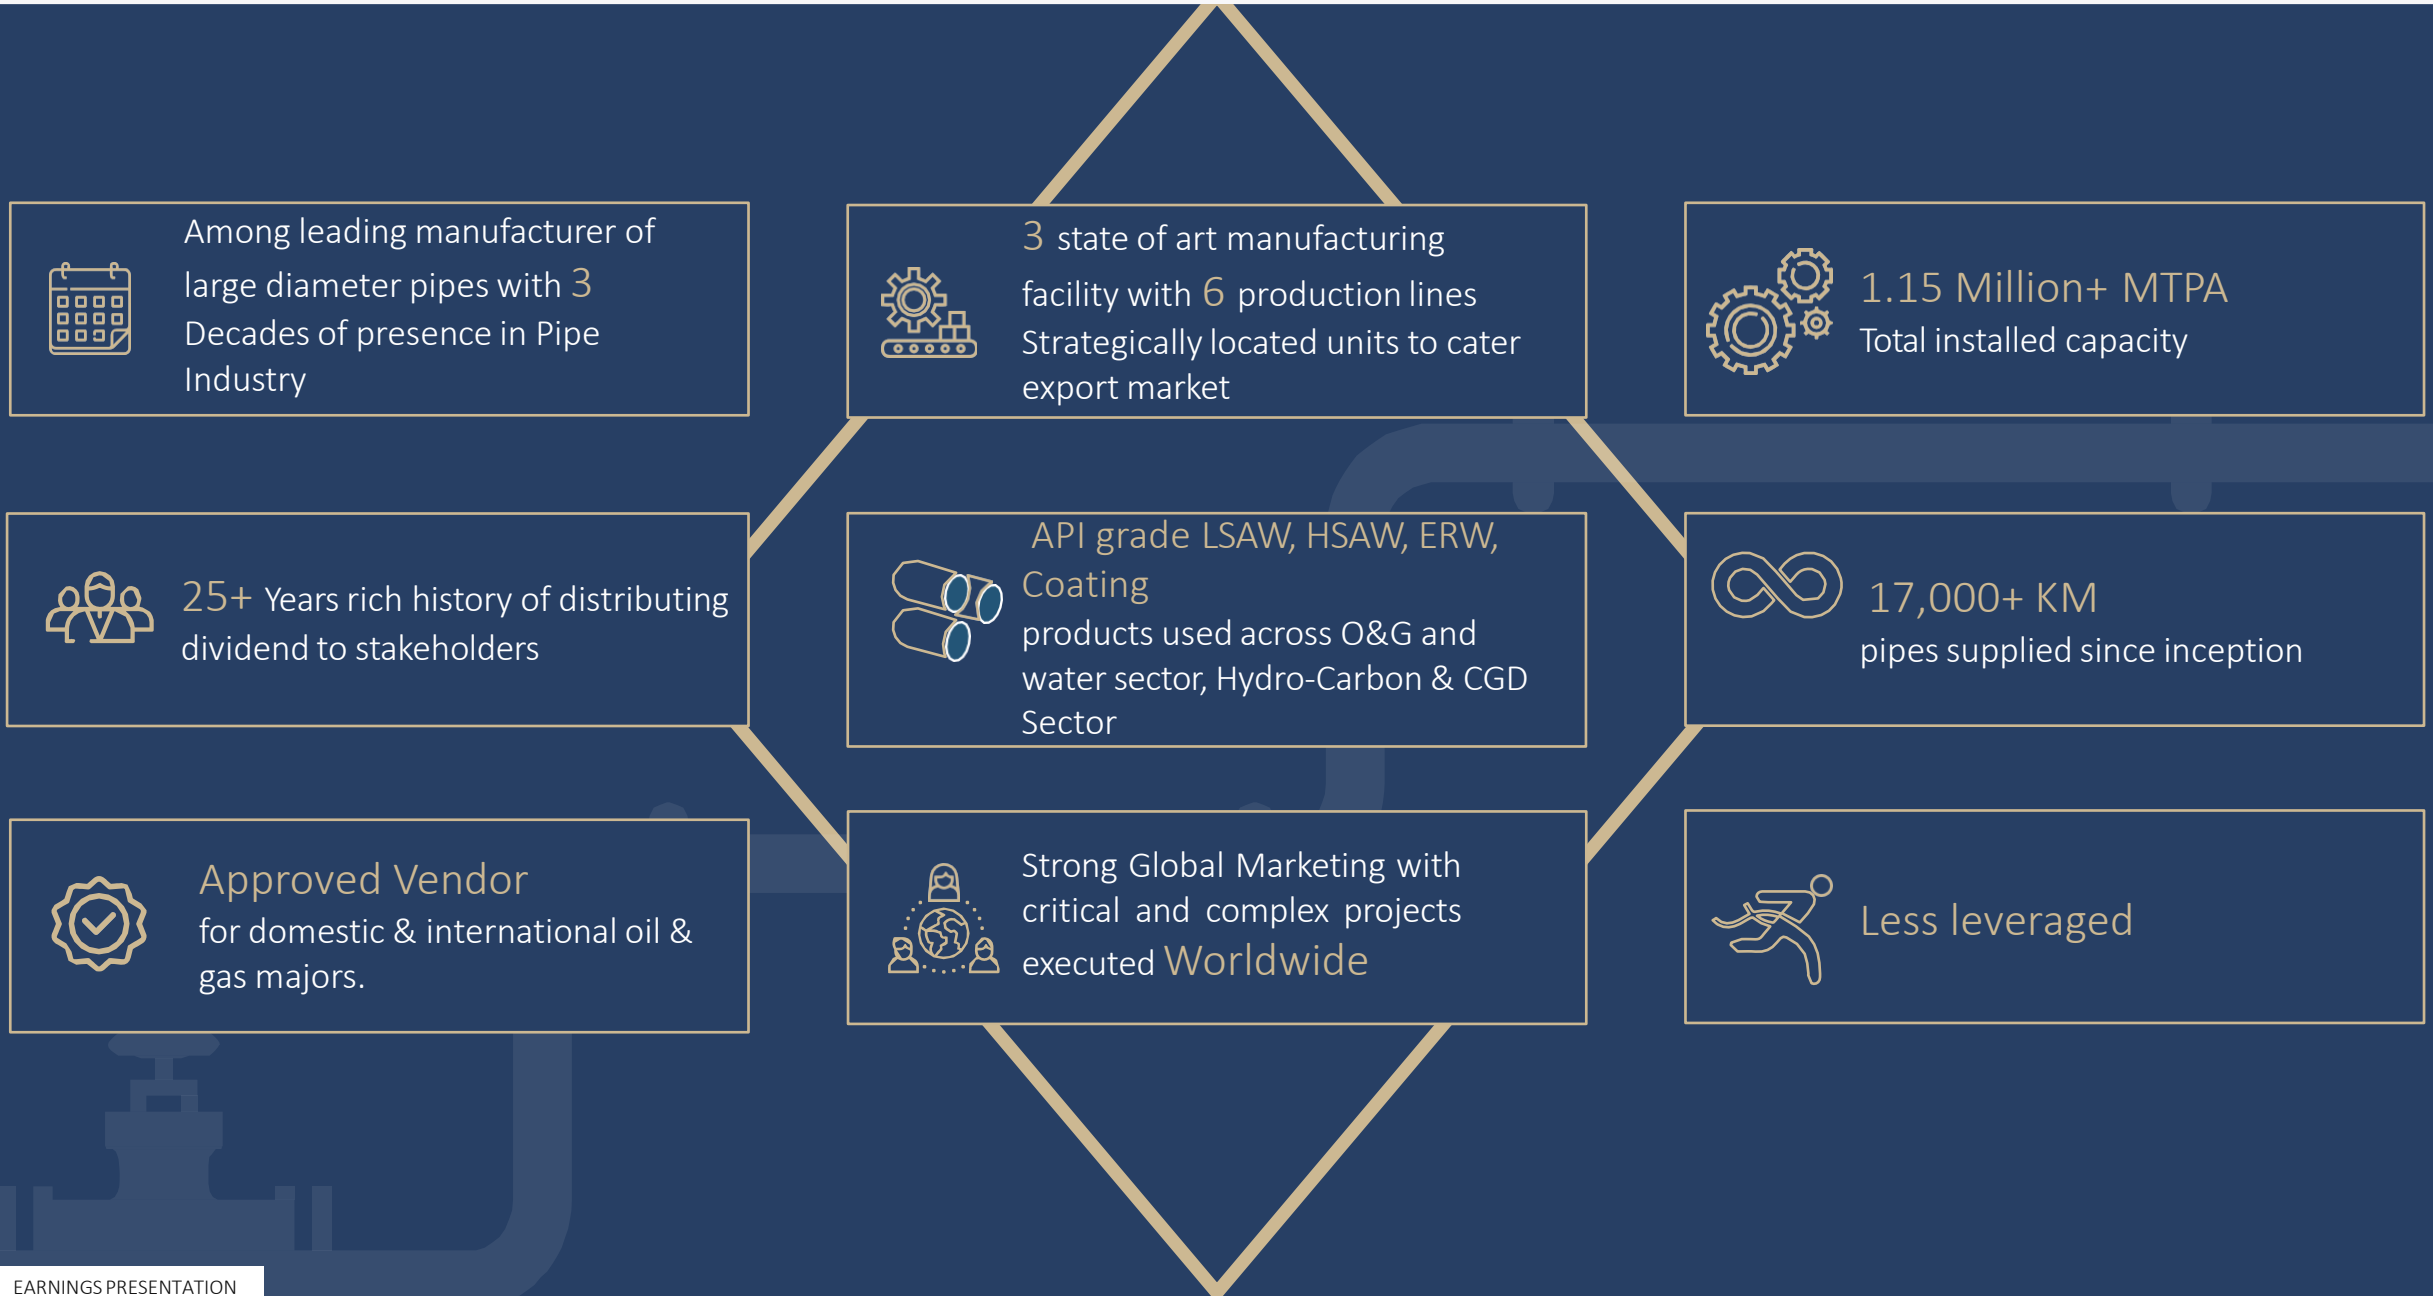 Among leading manufacturer of
large diameter pipes with 3
Decades of presence in Pipe
Industry
3 state of art manufacturing
facility with 6 production lines
Strategically located units to cater
export market
1.15 Million+ MTPA
Total installed capacity
25+ Years rich history of distributing
dividend to stakeholders
API grade LSAW, HSAW, ERW,
Coating
products used across O&G and
water sector, Hydro-Carbon & CGD
Sector
17,000+ KM
pipes supplied since inception
Approved Vendor
for domestic & international oil &
gas majors.
Strong Global Marketing with
critical and complex projects
executed Worldwide
Less leveraged
EARNINGS PRESENTATION